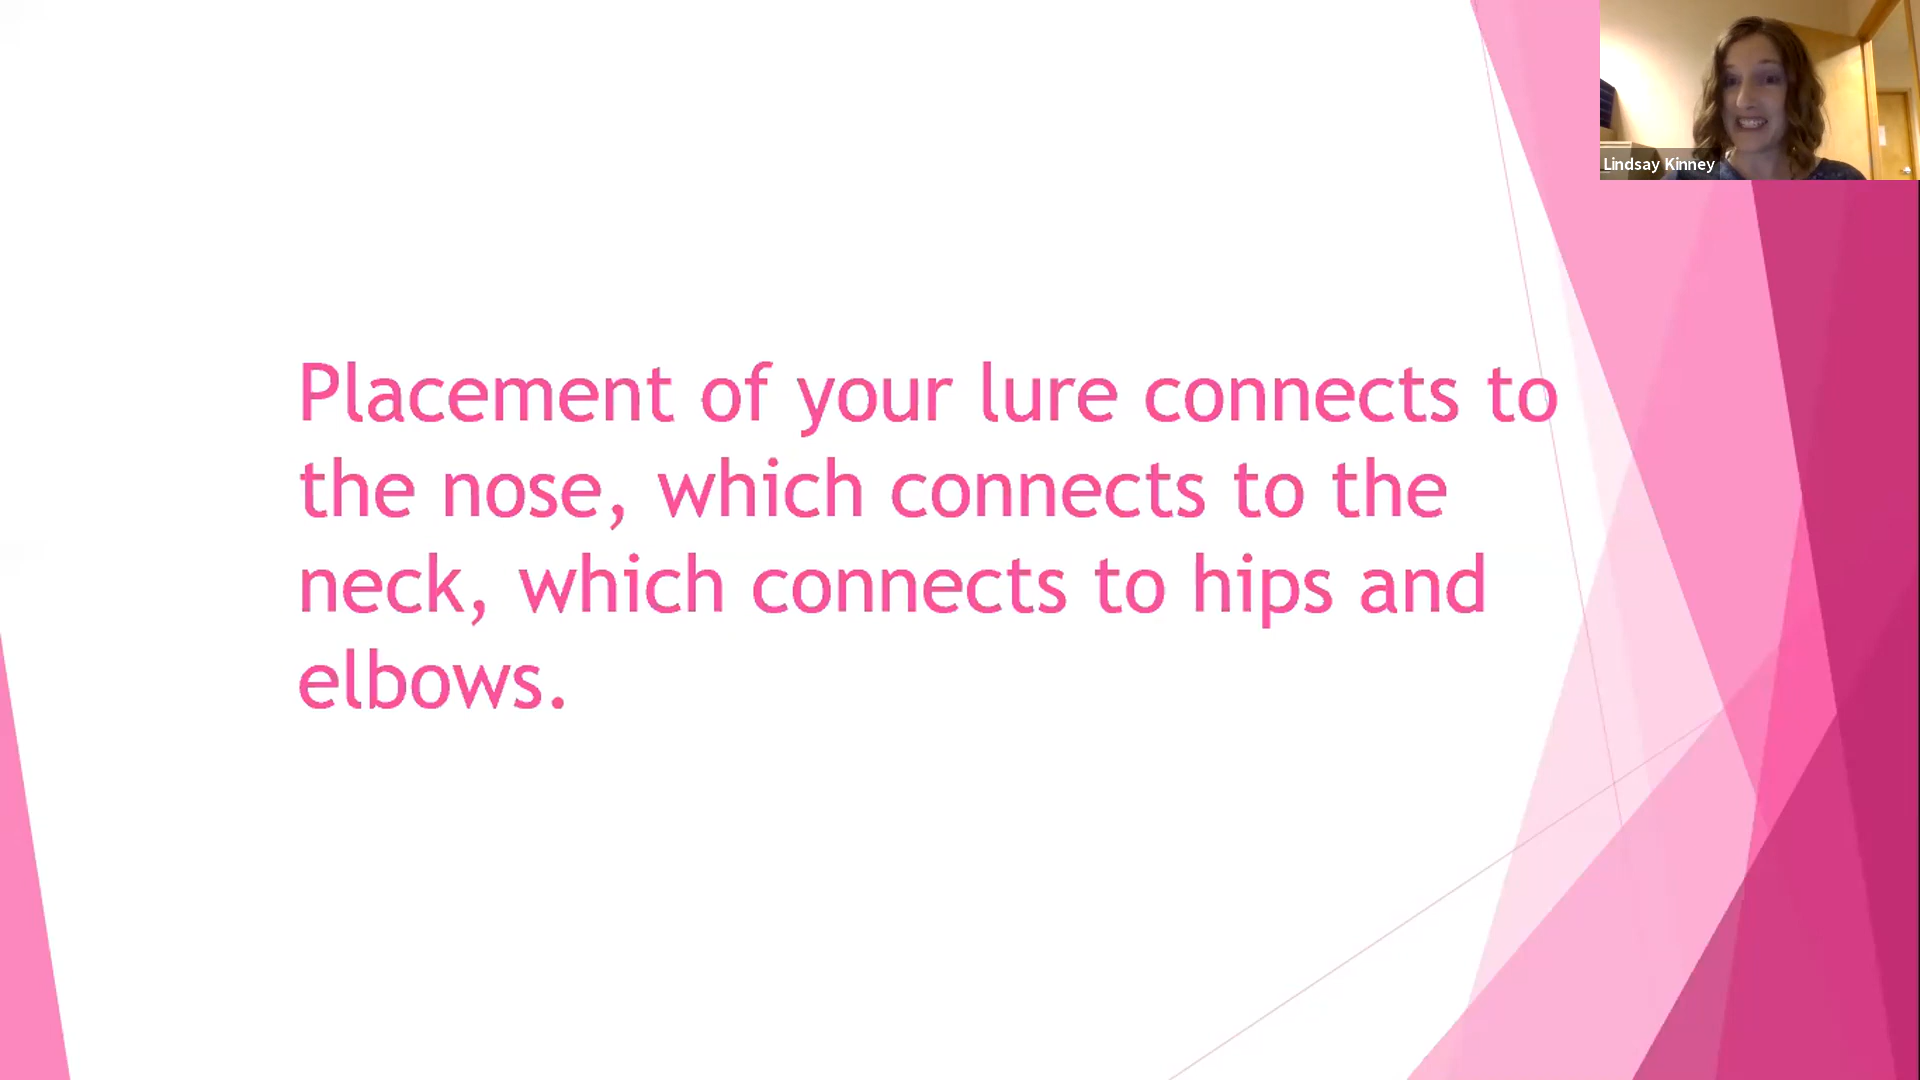 Lindsay Kinney
Placement of your lure connects to
the nose, which connects to the
neck, which connects to hips and
elbows.